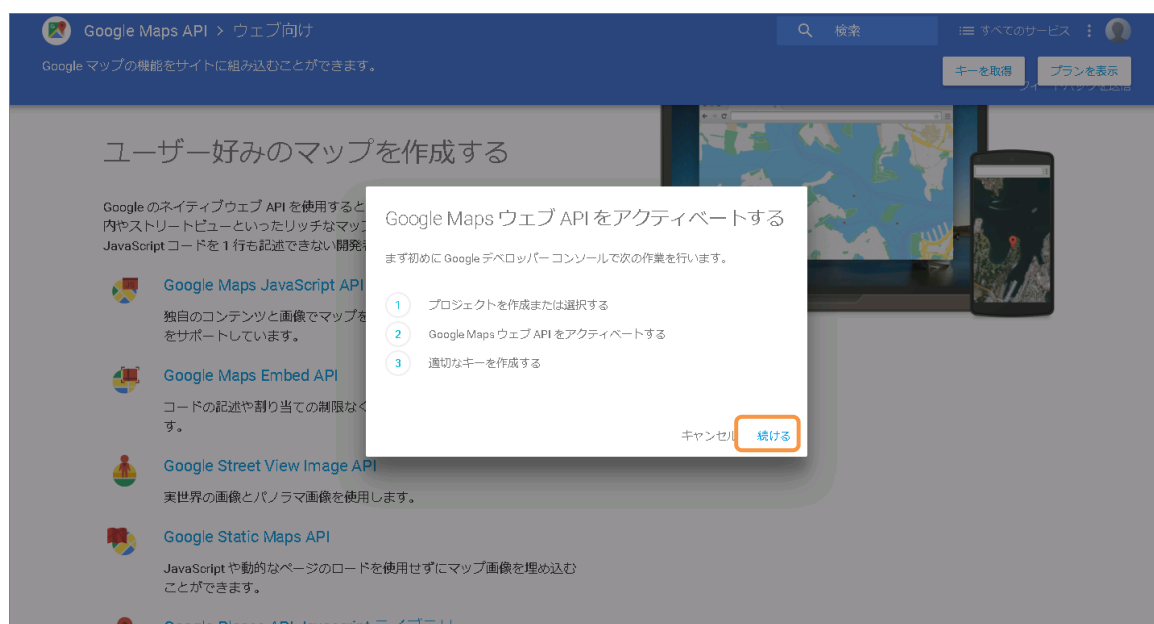 Google Maps API > ウェブ向け
検索
すべてのサービス
Google マップの機能をサイトに組み込むことができます。
キーを取得
プランを表示
ユーザー好みのマップを作成する
Google のネイティブウェブ API を使用すると
内やストリートビューといったリッチなマップ
JavaScript コードを 1 行も記述できない開発
Google Maps JavaScript API
独自のコンテンツと画像でマップを
をサポートしています。
Google Maps Embed API
コードの記述や割り当ての制限なく
す。
Google Street View Image API
実世界の画像とパノラマ画像を使用します。
Google Static Maps API
JavaScript や動的なページのロードを使用せずにマップ画像を埋め込む
ことができます。
Google Maps ウェブ API をアクティベートする
まず初めに Google デベロッパー コンソールで次の作業を行います。
1 プロジェクトを作成または選択する
2 Google Maps ウェブ API をアクティベートする
3 適切なキーを作成する
キャンセル
続ける